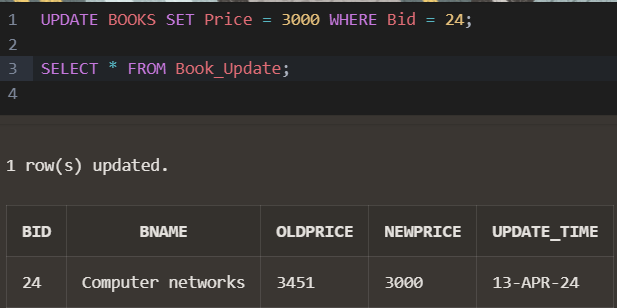 1 UPDATE BOOKS SET Price = 3000 WHERE Bid = 24;
2
3 SELECT * FROM Book_Update;
4
1 row(s) updated.
BID BNAME OLDPRICE NEWPRICE UPDATE_TIME
24 Computer networks 3451 3000 13-APR-24